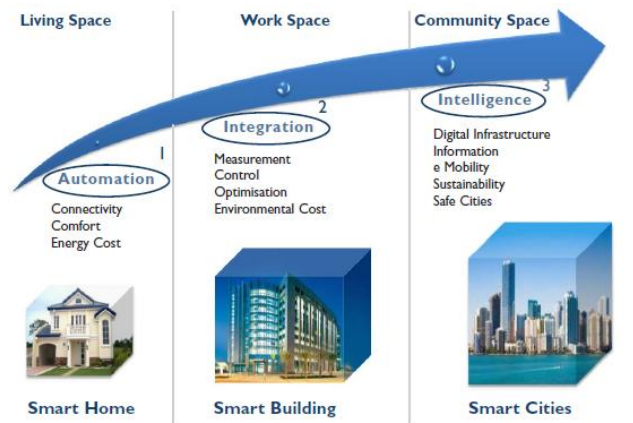 Living Space
Work Space
Community Space
1
Automation
Connectivity
Comfort
Energy Cost
Smart Home
2
Integration
Measurement
Control
Optimisation
Environmental Cost
Smart Building
3
Intelligence
Digital Infrastructure
Information
e Mobility
Sustainability
Safe Cities
Smart Cities